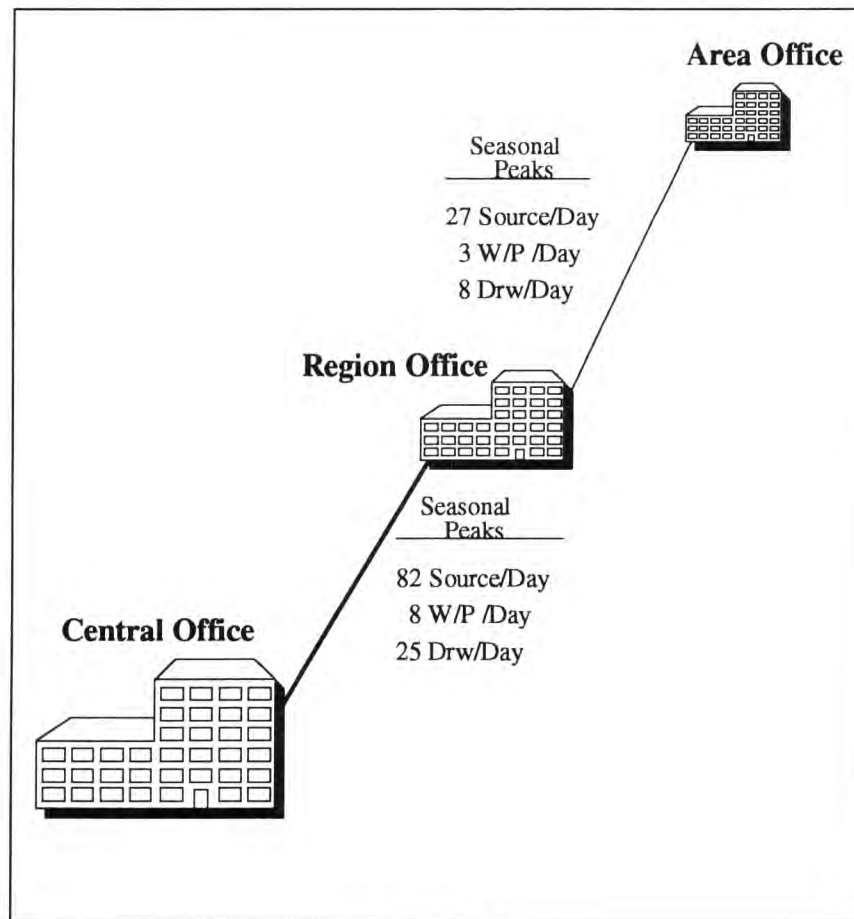 Area Office
Seasonal
Peaks
27 Source/Day
3 W/P /Day
8 Drw/Day
Region Office
Seasonal
Peaks
82 Source/Day
8 W/P /Day
25 Drw/Day
Central Office